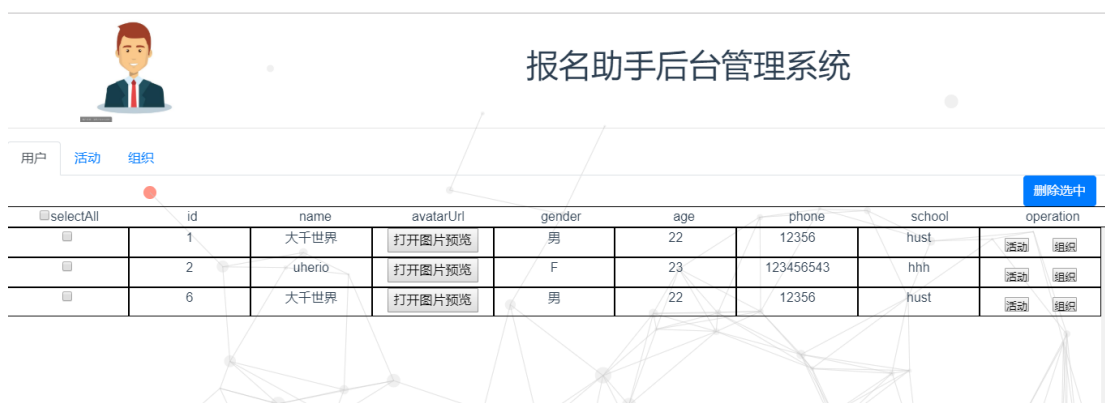 报名助手后台管理系统
用户 活动 组织
删除选中
selectAll id name avatarUrl gender age phone school operation
1 大千世界 打开图片预览 男 22 12356 hust 活动 组织
2 uherio 打开图片预览 F 23 123456543 hhh 活动 组织
6 大千世界 打开图片预览 男 22 12356 hust 活动 组织